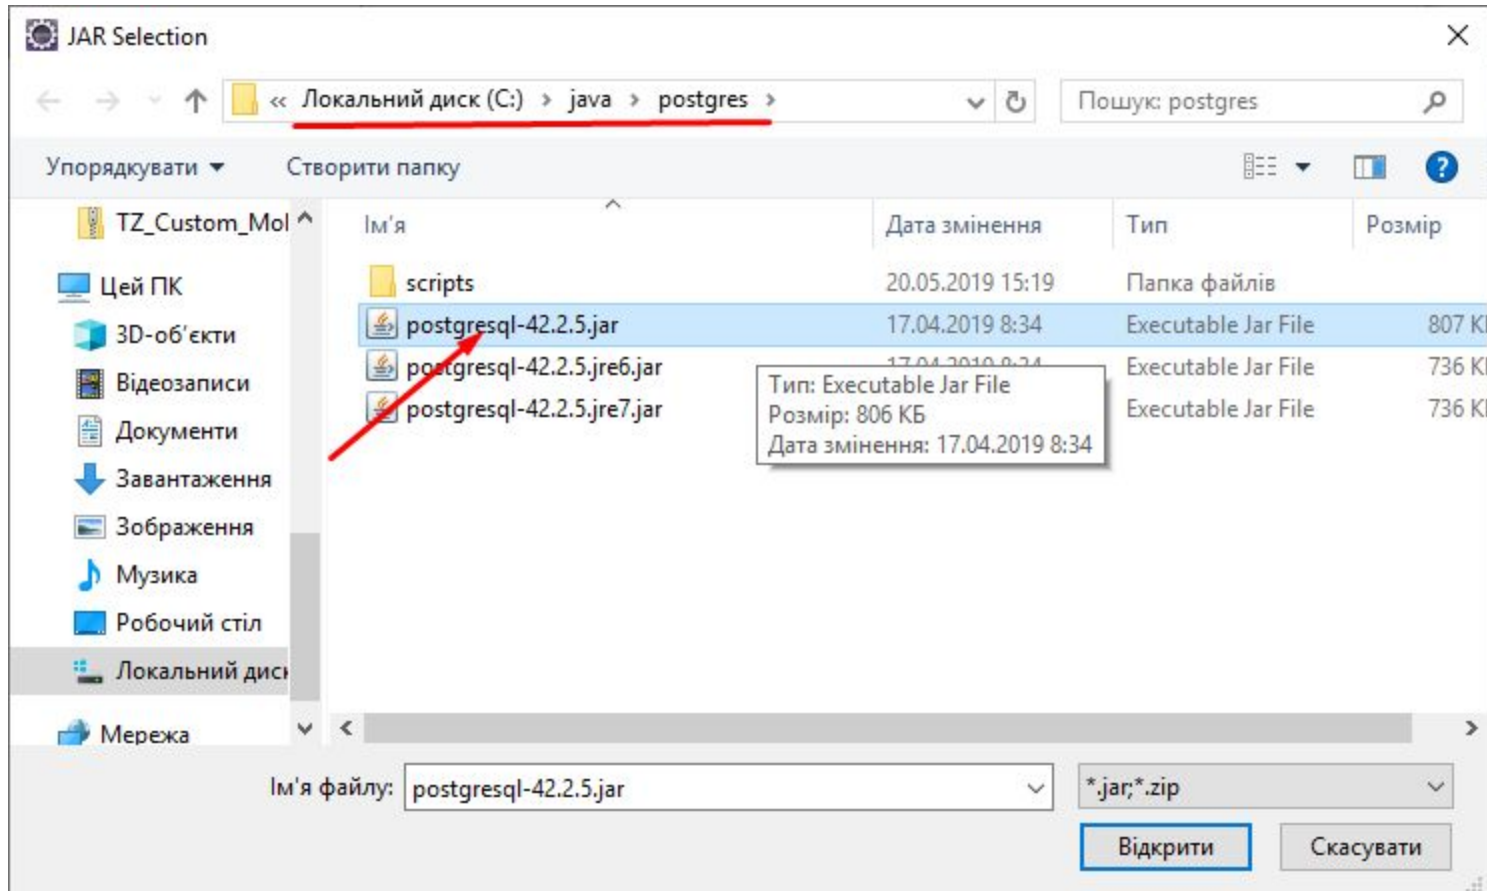 JAR Selection
« Локальний диск (C:) › java › postgres ›
Пошук: postgres
Упорядкувати
Створити папку
Ім'я
Дата змінення
Тип
Розмір
TZ_Custom_Mol
Цей ПК
3D-об'єкти
Відеозаписи
Документи
Завантаження
Зображення
Музика
Робочий стіл
Локальний диск
Мережа
scripts 20.05.2019 15:19 Папка файлів
postgresql-42.2.5.jar 17.04.2019 8:34 Executable Jar File 807 К
postgresql-42.2.5.jre6.jar 17.04.2019 8:34 Executable Jar File 736 К
postgresql-42.2.5.jre7.jar Executable Jar File 736 К
Тип: Executable Jar File
Розмір: 806 КБ
Дата змінення: 17.04.2019 8:34
Ім'я файлу: postgresql-42.2.5.jar
*.jar;*.zip
Відкрити
Скасувати